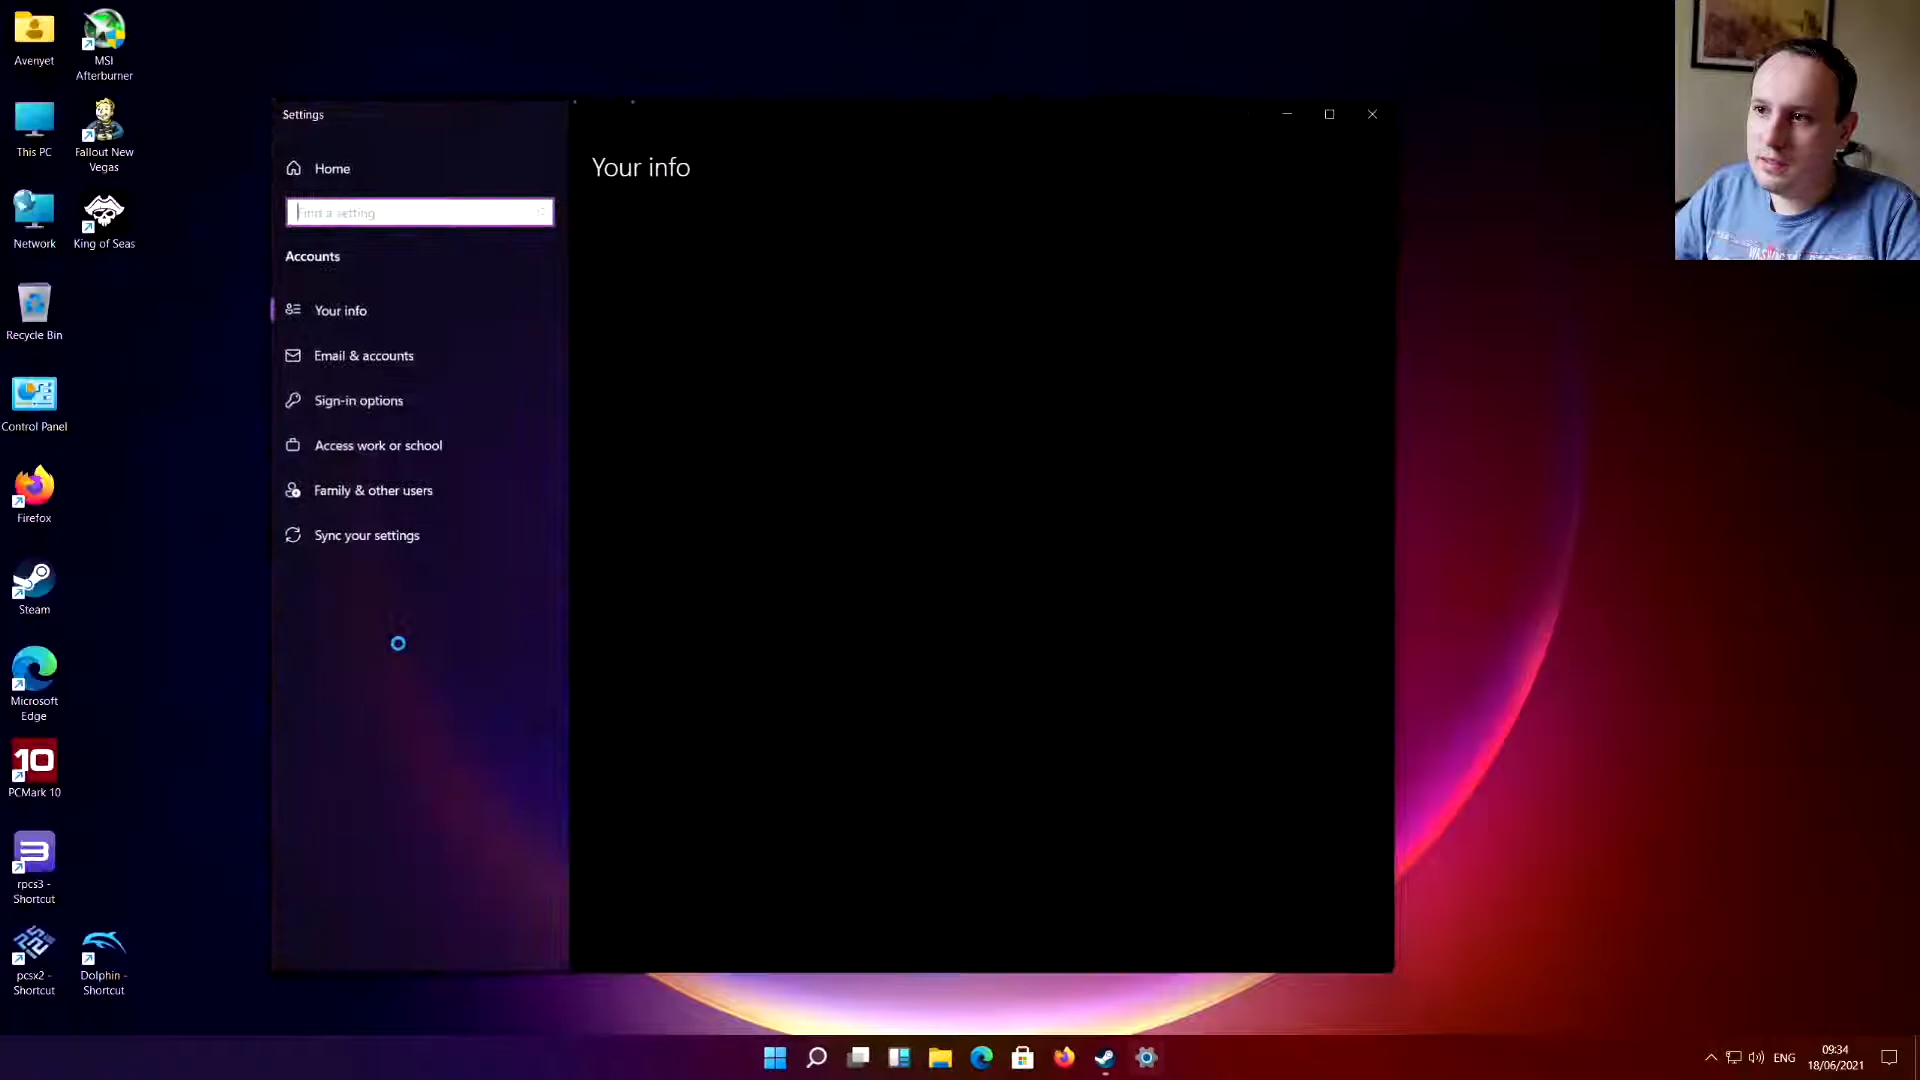 Avenyet
MSI
Afterburner
This PC
Fallout New
Vegas
Network
King of Seas
Recycle Bin
Control Panel
Firefox
Steam
Microsoft
Edge
10
PCMark 10
rpcs3 -
Shortcut
pcsx2 -
Shortcut
Dolphin -
Shortcut
Settings
Home
Find a setting
Accounts
Your info
Email & accounts
Sign-in options
Access work or school
Family & other users
Sync your settings
Your info
ENG
09:34
18/06/2021